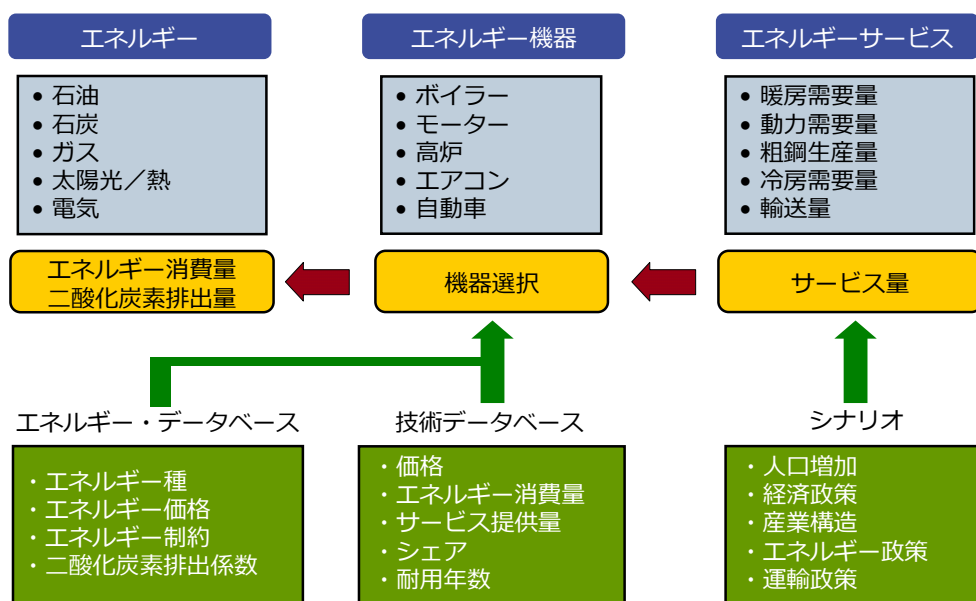 エネルギー
• 石油
• 石炭
• ガス
• 太陽光／熱
• 電気
エネルギー機器
• ボイラー
• モーター
• 高炉
• エアコン
• 自動車
エネルギーサービス
• 暖房需要量
• 動力需要量
• 粗鋼生産量
• 冷房需要量
• 輸送量
エネルギー消費量
二酸化炭素排出量
機器選択
サービス量
エネルギー・データベース
・エネルギー種
・エネルギー価格
・エネルギー制約
・二酸化炭素排出係数
技術データベース
・価格
・エネルギー消費量
・サービス提供量
・シェア
・耐用年数
シナリオ
・人口増加
・経済政策
・産業構造
・エネルギー政策
・運輸政策